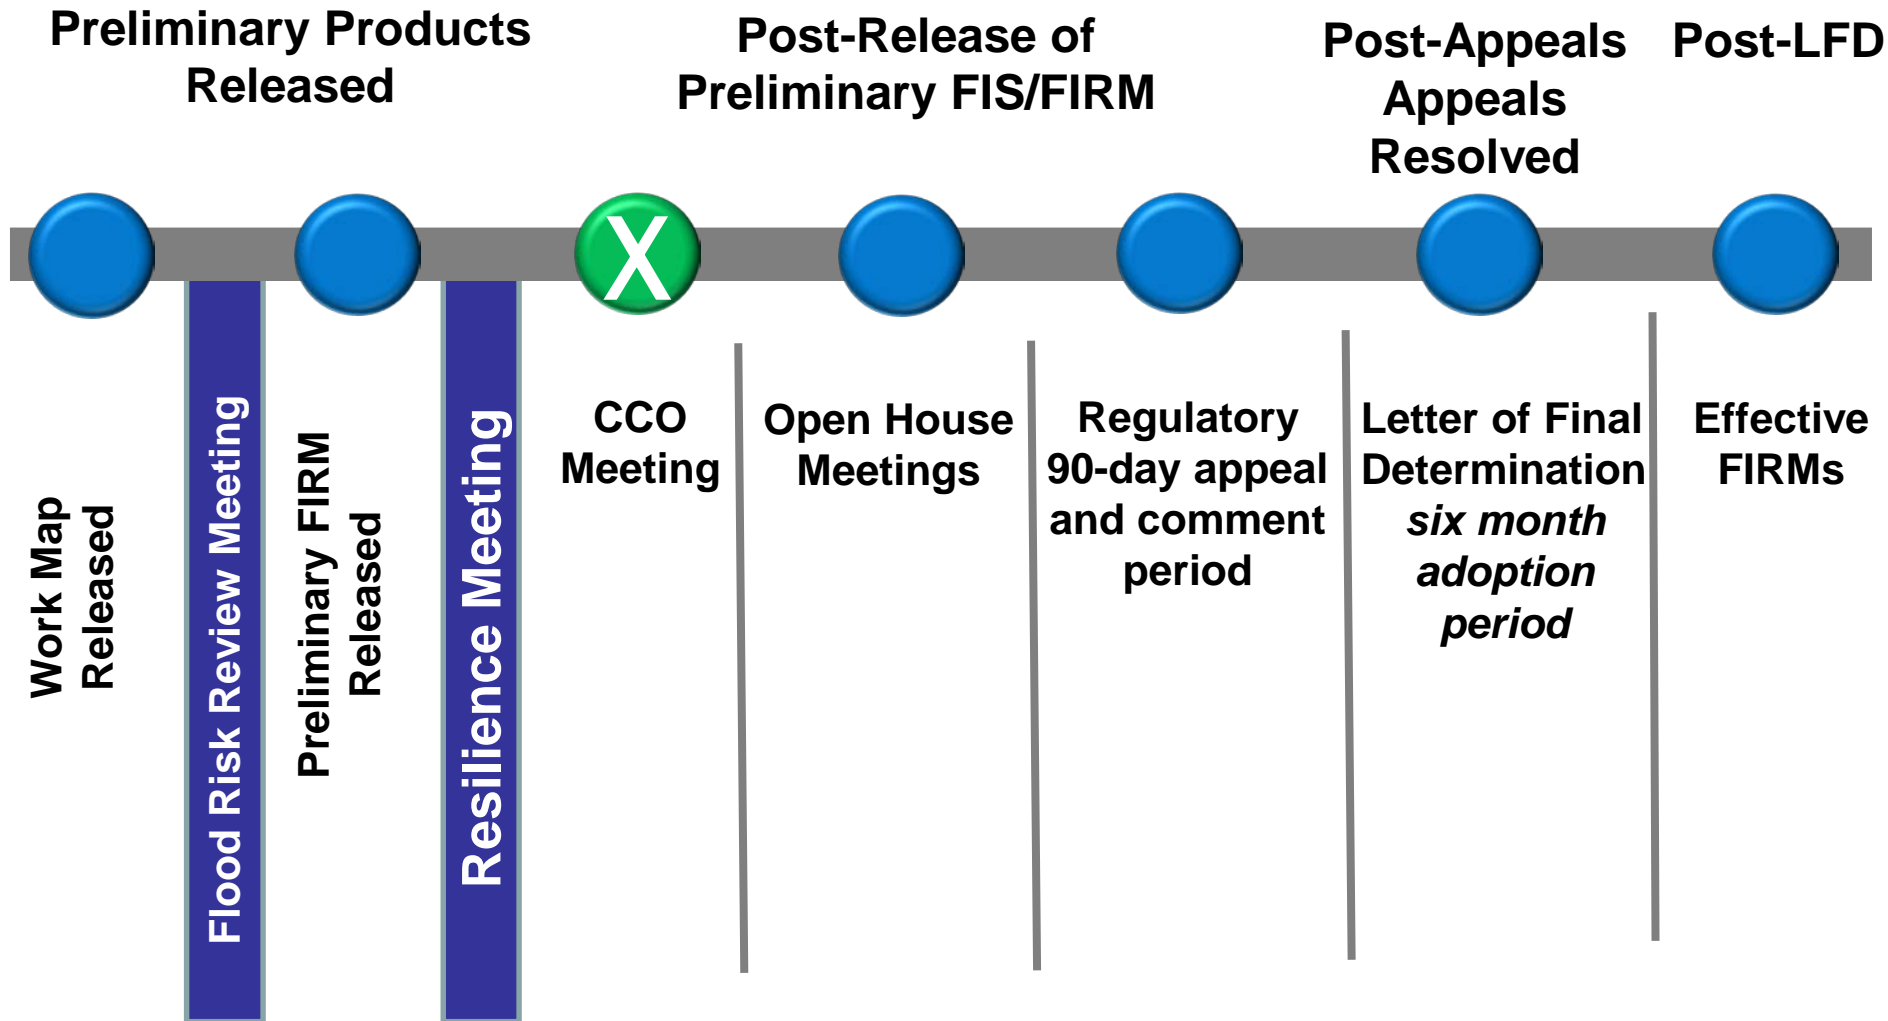 Preliminary Products
Released
Post-Release of
Preliminary FIS/FIRM
Post-Appeals
Appeals
Resolved
Post-LFD
X
Work Map
Released
Flood Risk Review Meeting
Preliminary FIRM
Released
Resilience Meeting
CCO
Meeting
Open House
Meetings
Regulatory
90-day appeal
and comment
period
Letter of Final
Determination
six month
adoption
period
Effective
FIRMs